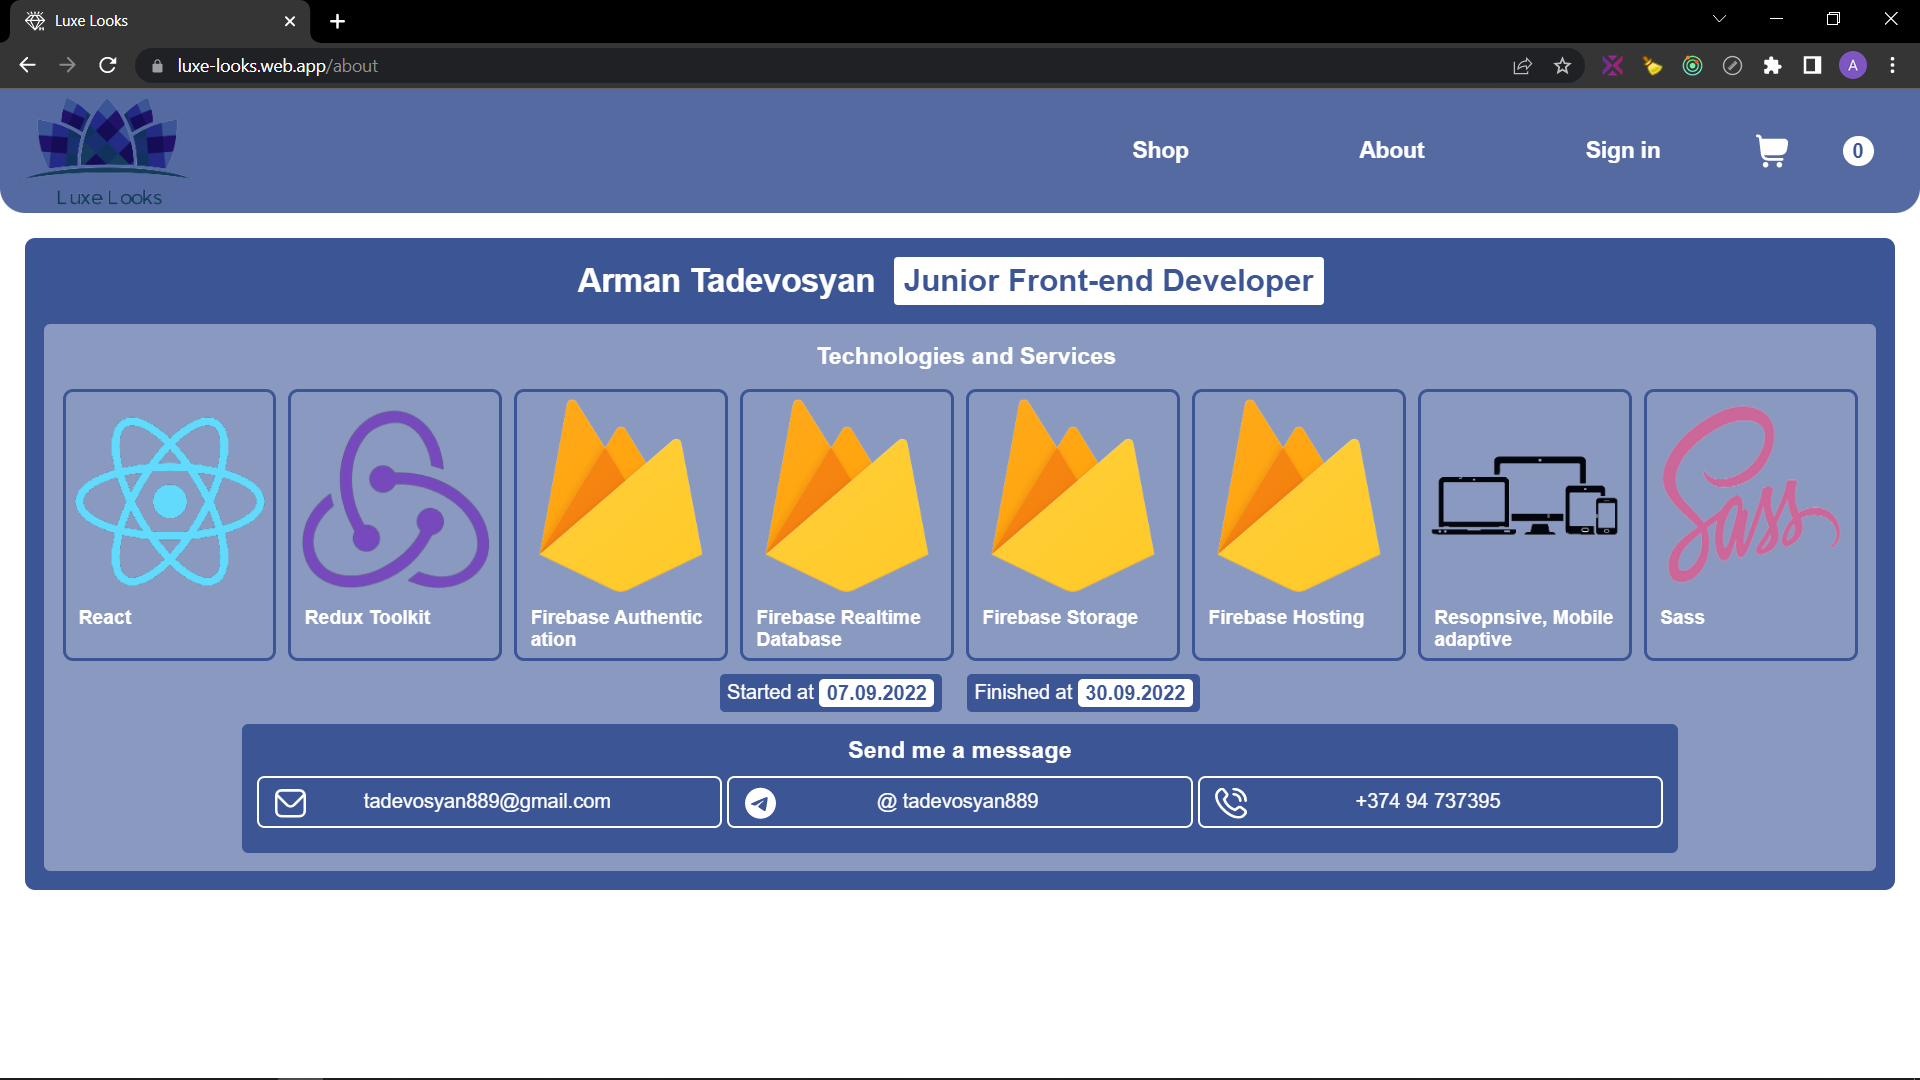 Luxe Looks
luxe-looks.web.app/about
A
Luxe Looks
Shop
About
Sign in
0
Arman Tadevosyan
Junior Front-end Developer
Technologies and Services
React
Redux Toolkit
Firebase Authentic
ation
Firebase Realtime
Database
Firebase Storage
Firebase Hosting
Resopnsive, Mobile
adaptive
Sass
Sass
Started at 07.09.2022
Finished at 30.09.2022
Send me a message
tadevosyan889@gmail.com
@ tadevosyan889
+374 94 737395